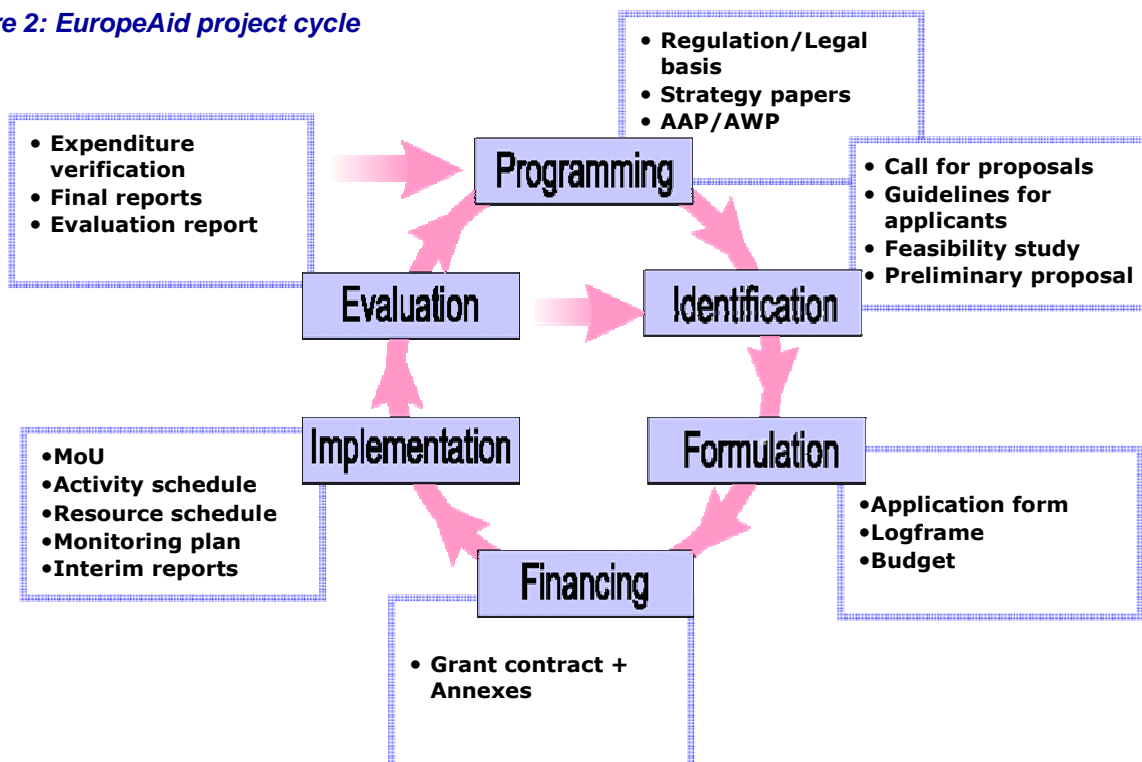 re 2: EuropeAid project cycle
• Regulation/Legal
basis
• Strategy papers
• AAP/AWP
• Expenditure
verification
• Final reports
• Evaluation report
Programming
• Call for proposals
• Guidelines for
applicants
• Feasibility study
• Preliminary proposal
Evaluation
Identification
Implementation
Formulation
•MoU
•Activity schedule
•Resource schedule
•Monitoring plan
•Interim reports
•Application form
•Logframe
•Budget
Financing
• Grant contract +
Annexes